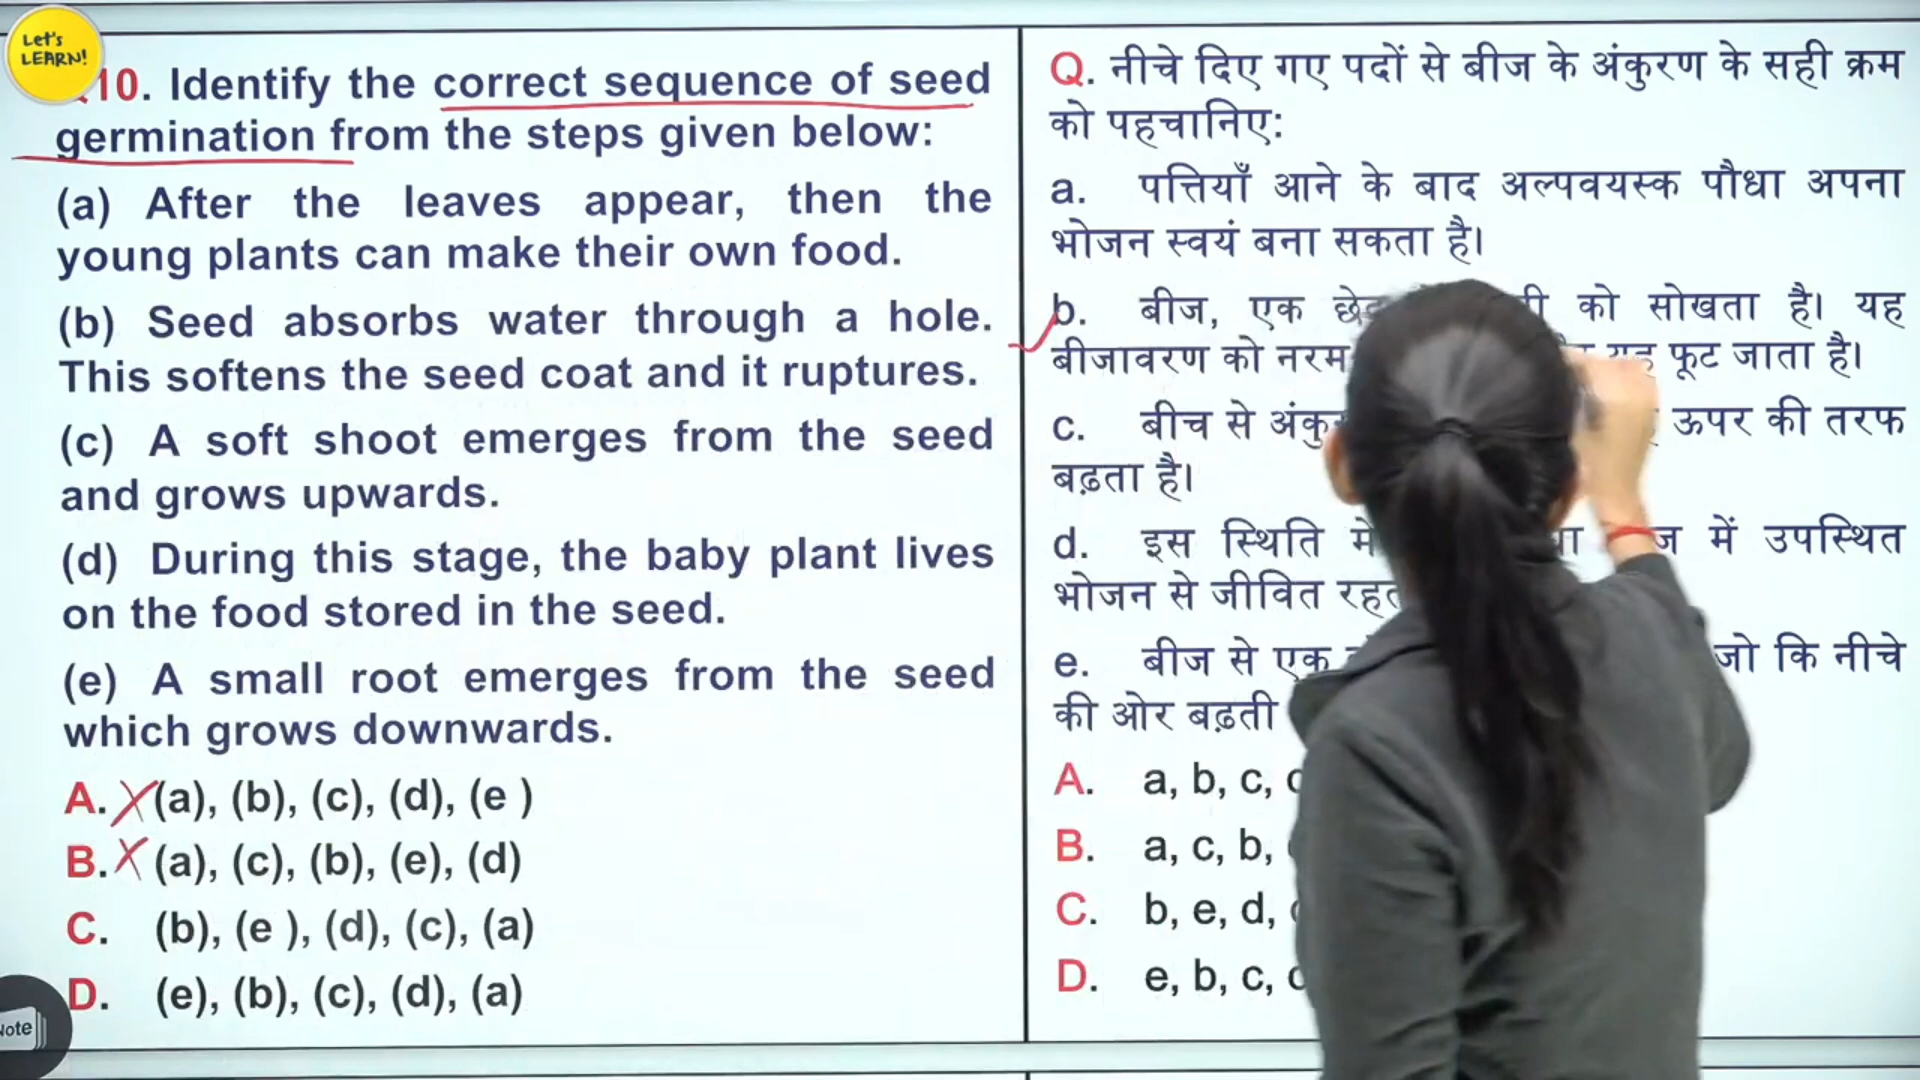 Let's
LEARN!
10. Identify the correct sequence of seed
germination from the steps given below:
(a) After the leaves appear, then the
young plants can make their own food.
(b) Seed absorbs water through a hole.
This softens the seed coat and it ruptures.
(c) A soft shoot emerges from the seed
and grows upwards.
(d) During this stage, the baby plant lives
on the food stored in the seed.
(e) A small root emerges from the seed
which grows downwards.
A. (a), (b), (c), (d), (e )
B. (a), (c), (b), (e), (d)
C. (b), (e ), (d), (c), (a)
D. (e), (b), (c), (d), (a)
Note
Q. नीचे दिए गए पदों से बीज के अंकुरण के सही क्रम
को पहचानिए:
a. पत्तियाँ आने के बाद अल्पवयस्क पौधा अपना
भोजन स्वयं बना सकता है।
b. बीज, एक को सोखता है। यह
बीजावरण को नरम यह फूट जाता है।
c. बीच से ऊपर की तरफ
बढ़ता है।
d. इस स्थिति में में उपस्थित
भोजन से जीवित
e. बीज से एक जो कि नीचे
की ओर बढ़ती
A. a, b, c,
B. a, c, b,
C. b, e, d,
D. e, b, c,